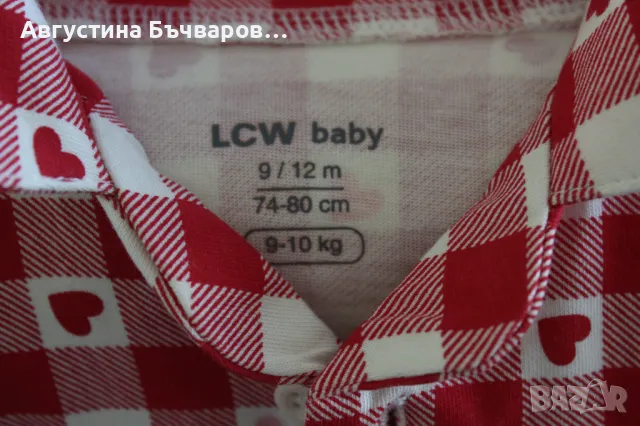 Августина Бъчваров...
LCW baby
9 / 12 m
74-80 cm
9-10 kg
BAZAR